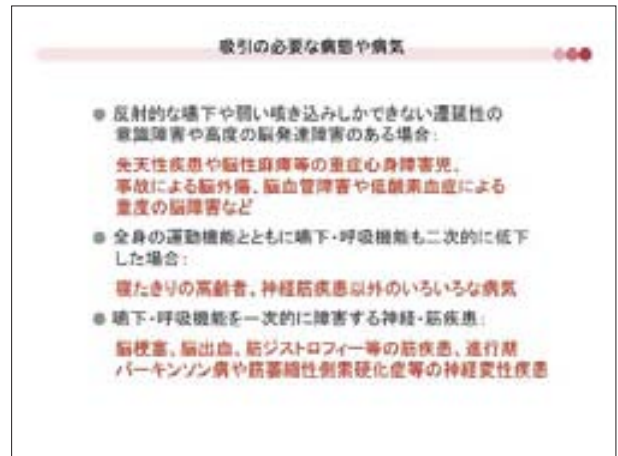 吸引の必要な病態や病気
● 反射的な嚥下や弱い咳き込みしかできない遷延性の
意識障害や高度の脳発達障害のある場合:
先天性疾患や脳性麻痺等の重症心身障害児、
事故による脳外傷、脳血管障害や低酸素血症による
重度の脳障害など
● 全身の運動機能とともに嚥下・呼吸機能も二次的に低下
した場合:
寝たきりの高齢者、神経筋疾患以外のいろいろな病気
● 嚥下・呼吸機能を一次的に障害する神経・筋疾患:
脳梗塞、脳出血、筋ジストロフィー等の筋疾患、進行期
パーキンソン病や筋萎縮性側索硬化症等の神経変性疾患